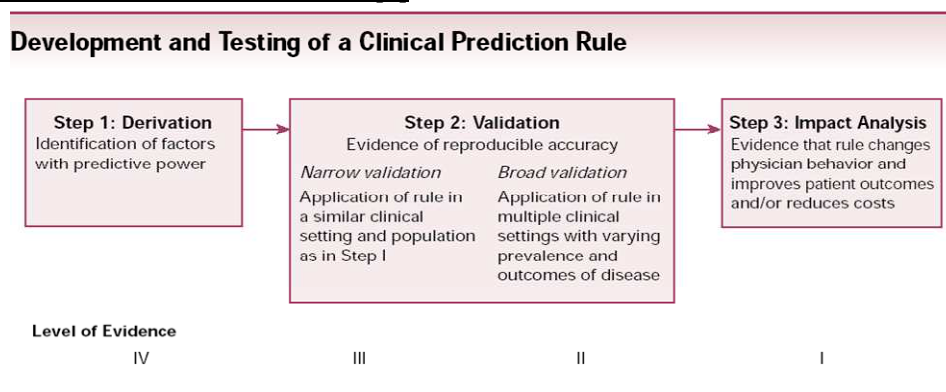 Development and Testing of a Clinical Prediction Rule
Step 1: Derivation
Identification of factors
with predictive power
Step 2: Validation
Evidence of reproducible accuracy
Narrow validation
Application of rule in
a similar clinical
setting and population
as in Step I
Broad validation
Application of rule in
multiple clinical
settings with varying
prevalence and
outcomes of disease
Step 3: Impact Analysis
Evidence that rule changes
physician behavior and
improves patient outcomes
and/or reduces costs
Level of Evidence
IV III II I